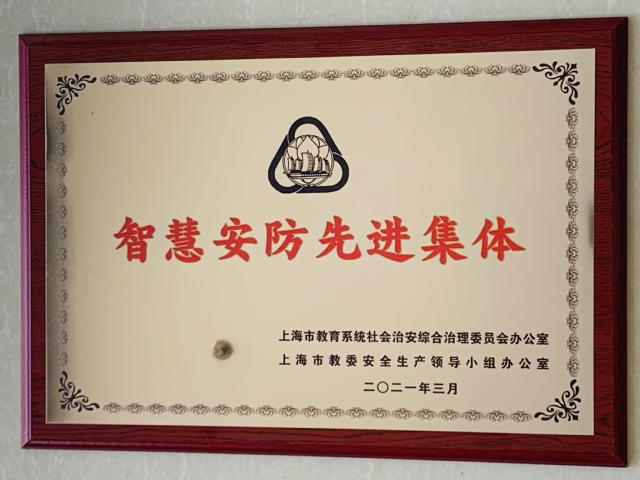 智慧安防先进集体
上海市教育系统社会治安综合治理委员会办公室
上海市教委安全生产领导小组办公室
二〇二一年三月